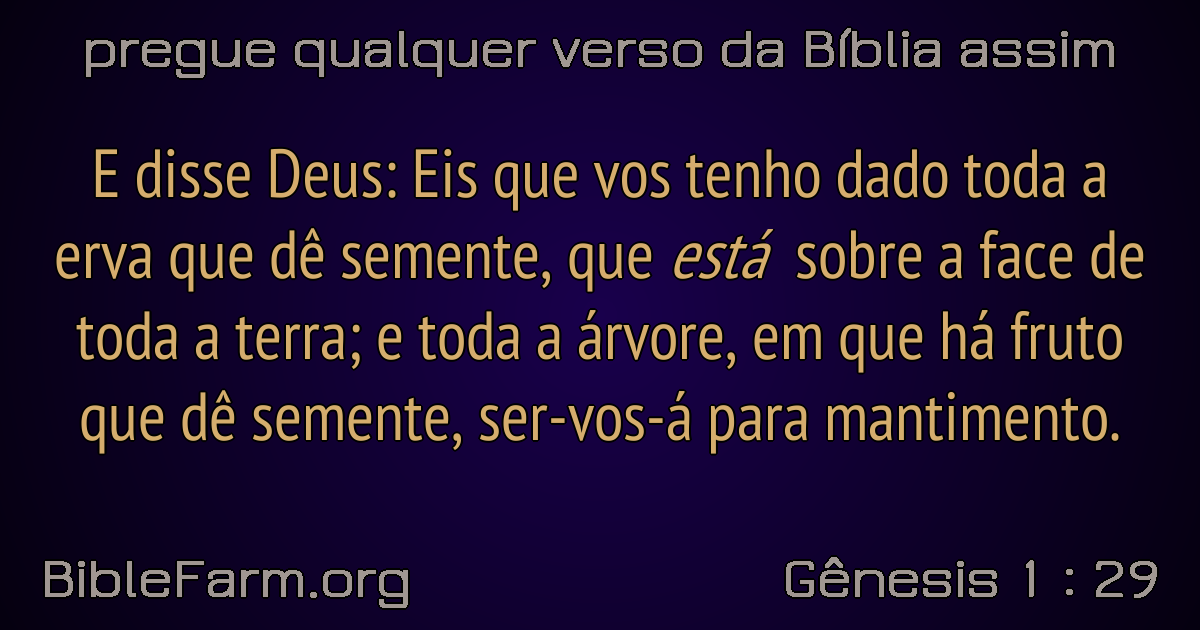 pregue qualquer verso da Bíblia assim
E disse Deus: Eis que vos tenho dado toda a
erva que dê semente, que está sobre a face de
toda a terra; e toda a árvore, em que há fruto
que dê semente, ser-vos-á para mantimento.
BibleFarm.org
Gênesis 1 : 29